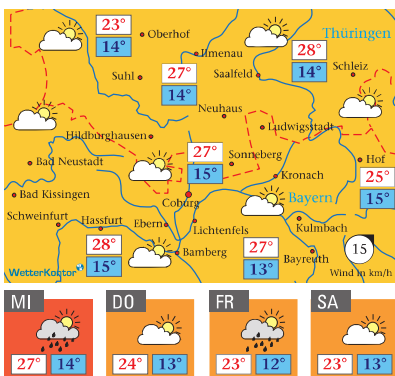 23°
14°
Oberhof
Thüringen
Ilmenau
28°
14°
Suhl
27°
14°
Saalfeld
Schleiz
Neuhaus
Ludwigsstadt
Hildburghausen
27°
15°
Sonneberg
Hof
25°
15°
Bad Neustadt
Kronach
Bad Kissingen
Coburg
Bayern
Schweinfurt
Hassfurt
Ebern
Lichtenfels
Kulmbach
28°
15°
Bamberg
27°
13°
Bayreuth
15
Wind in km/h
WetterKontor
MI
DO
FR
SA
27° 14°
24° 13°
23° 12°
23° 13°